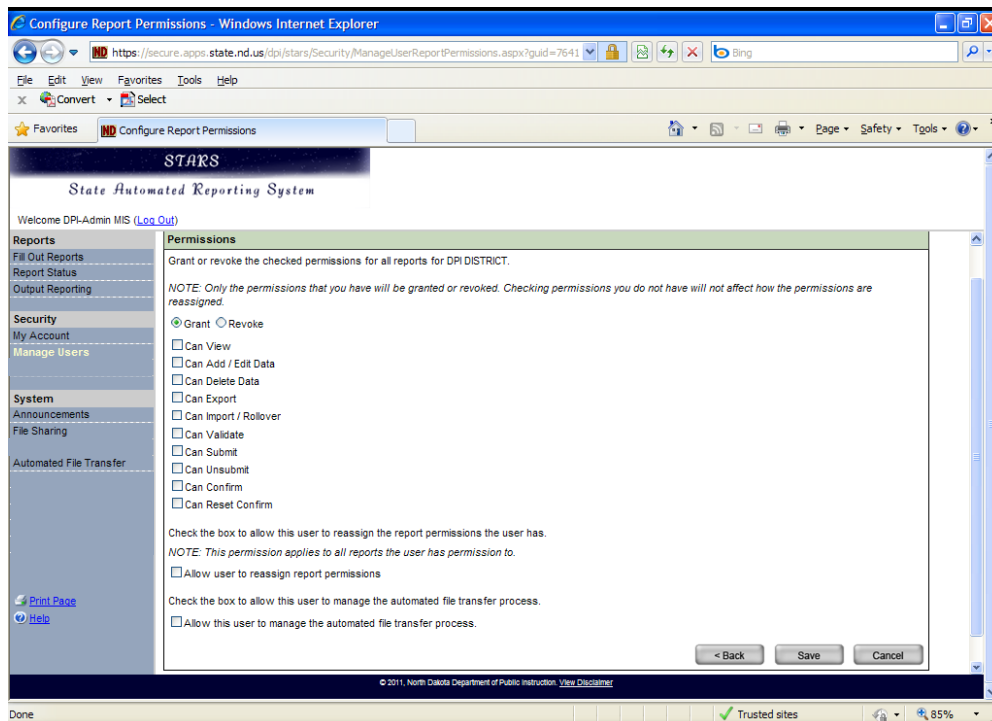 Configure Report Permissions - Windows Internet Explorer
https://secure.apps.state.nd.us/dpi/stars/Security/ManageUserReportPermissions.aspx?guid=7641
Bing
File Edit View Favorites Tools Help
x Convert Select
Favorites ND Configure Report Permissions Page Safety Tools
STARS
State Automated Reporting System
Welcome DPI-Admin MIS (Log Out)
Reports
Fill Out Reports
Report Status
Output Reporting
Security
My Account
Manage Users
System
Announcements
File Sharing
Automated File Transfer
Print Page
Help
Permissions
Grant or revoke the checked permissions for all reports for DPI DISTRICT.
NOTE: Only the permissions that you have will be granted or revoked. Checking permissions you do not have will not affect how the permissions are
reassigned.
Grant Revoke
Can View
Can Add / Edit Data
Can Delete Data
Can Export
Can Import / Rollover
Can Validate
Can Submit
Can Unsubmit
Can Confirm
Can Reset Confirm
Check the box to allow this user to reassign the report permissions the user has.
NOTE: This permission applies to all reports the user has permission to.
Allow user to reassign report permissions
Check the box to allow this user to manage the automated file transfer process.
Allow this user to manage the automated file transfer process.
< Back Save Cancel
© 2011, North Dakota Department of Public Instruction. View Disclaimer
Done Trusted sites 85%